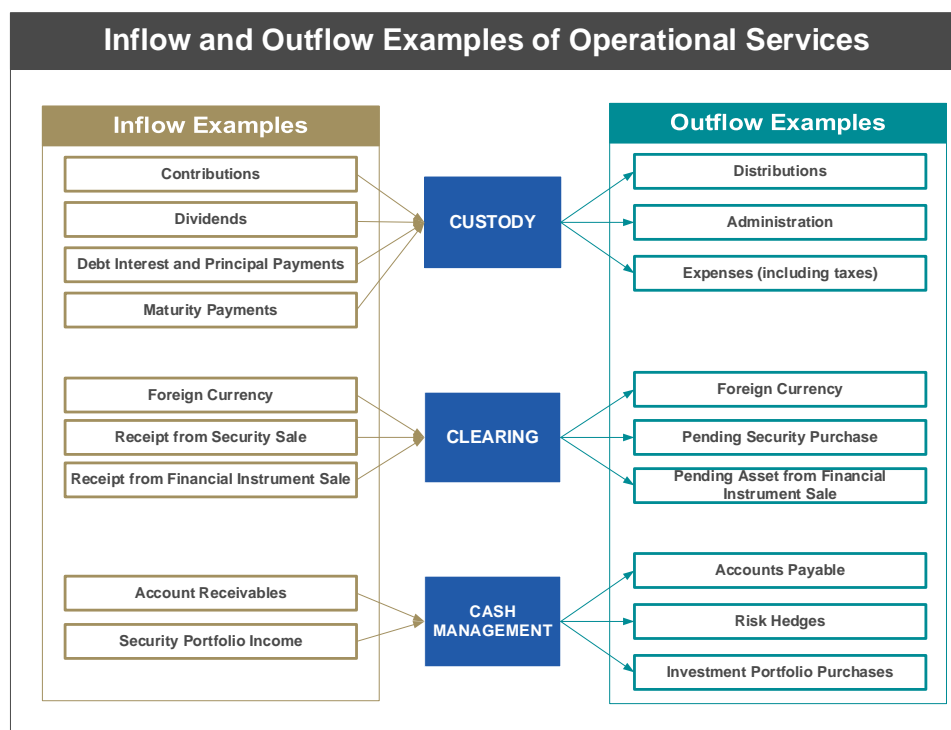 Inflow and Outflow Examples of Operational Services
Inflow Examples
Contributions
Dividends
Debt Interest and Principal Payments
Maturity Payments
Foreign Currency
Receipt from Security Sale
Receipt from Financial Instrument Sale
Account Receivables
Security Portfolio Income
CUSTODY
CLEARING
CASH
MANAGEMENT
Outflow Examples
Distributions
Administration
Expenses (including taxes)
Foreign Currency
Pending Security Purchase
Pending Asset from Financial
Instrument Sale
Accounts Payable
Risk Hedges
Investment Portfolio Purchases